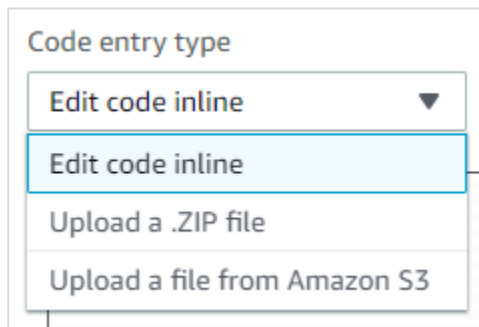 Code entry type
Edit code inline
Edit code inline
Upload a .ZIP file
Upload a file from Amazon S3